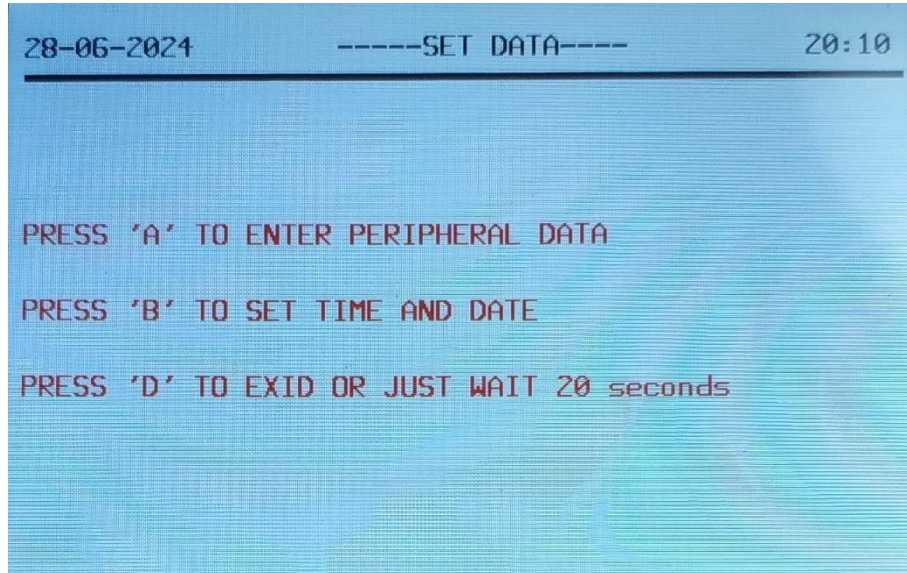 28-06-2024 -----SET DATA---- 20:10
PRESS 'A' TO ENTER PERIPHERAL DATA
PRESS 'B' TO SET TIME AND DATE
PRESS 'D' TO EXID OR JUST WAIT 20 seconds